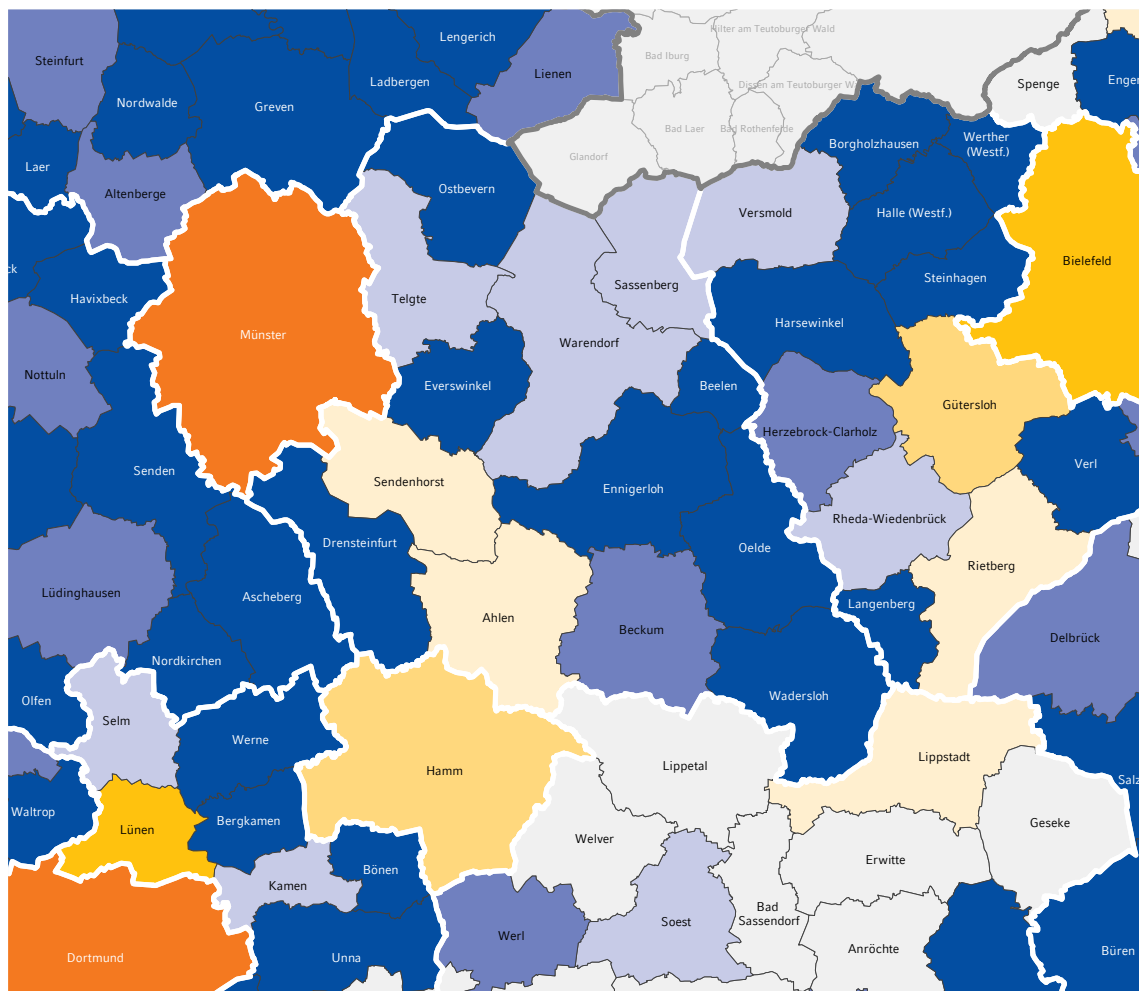 Lengerich
Hilter am Teutoburger Wald
Bad Iburg
Steinfurt
Lienen
Ladbergen
Dissen am Teutoburger W
Spenge
Enger
Nordwalde
Greven
Bad Laer
Bad Rothenfelde
Borgholzhausen
Werther
(Westf.)
Laer
Glandorf
Altenberge
Ostbevern
Versmold
Halle (Westf.)
Bielefeld
ck
Havixbeck
Telgte
Sassenberg
Steinhagen
Münster
Warendorf
Harsewinkel
Nottuln
Everswinkel
Beelen
Gütersloh
Herzebrock-Clarholz
Senden
Sendenhorst
Ennigerloh
Verl
Rheda-Wiedenbrück
Drensteinfurt
Oelde
Rietberg
Lüdinghausen
Ascheberg
Langenberg
Ahlen
Beckum
Delbrück
Nordkirchen
Olfen
Wadersloh
Selm
Werne
Hamm
Lippetal
Lippstadt
Salz
Waltrop
Lünen
Bergkamen
Welver
Geseke
Erwitte
Bönen
Kamen
Bad
Sassendorf
Soest
Werl
Anröchte
Büren
Dortmund
Unna